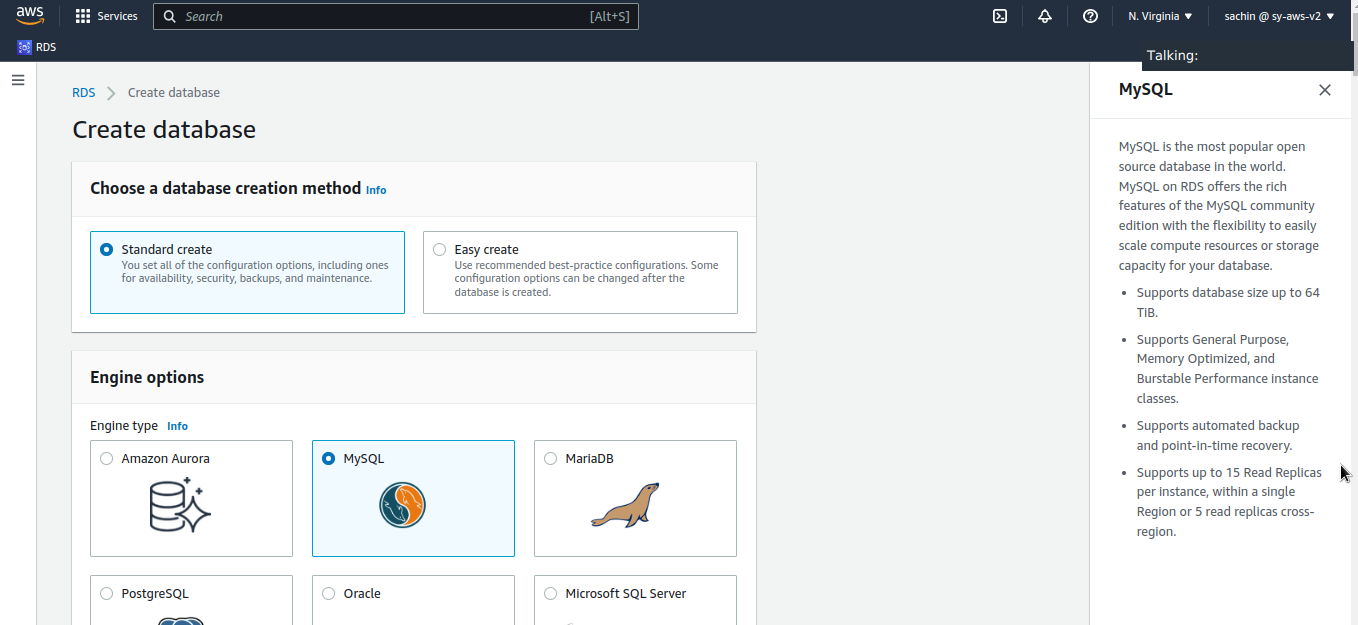 aws
Services
Search
[Alt+S]
N. Virginia
sachin @ sy-aws-v2
RDS
Talking:
RDS
Create database
Create database
Choose a database creation method Info
Standard create
You set all of the configuration options, including ones
for availability, security, backups, and maintenance.
Easy create
Use recommended best-practice configurations. Some
configuration options can be changed after the
database is created.
Engine options
Engine type Info
Amazon Aurora
MySQL
MariaDB
PostgreSQL
Oracle
Microsoft SQL Server
MySQL
MySQL is the most popular open
source database in the world.
MySQL on RDS offers the rich
features of the MySQL community
edition with the flexibility to easily
scale compute resources or storage
capacity for your database.
• Supports database size up to 64
TiB.
• Supports General Purpose,
Memory Optimized, and
Burstable Performance instance
classes.
• Supports automated backup
and point-in-time recovery.
• Supports up to 15 Read Replicas
per instance, within a single
Region or 5 read replicas cross-
region.